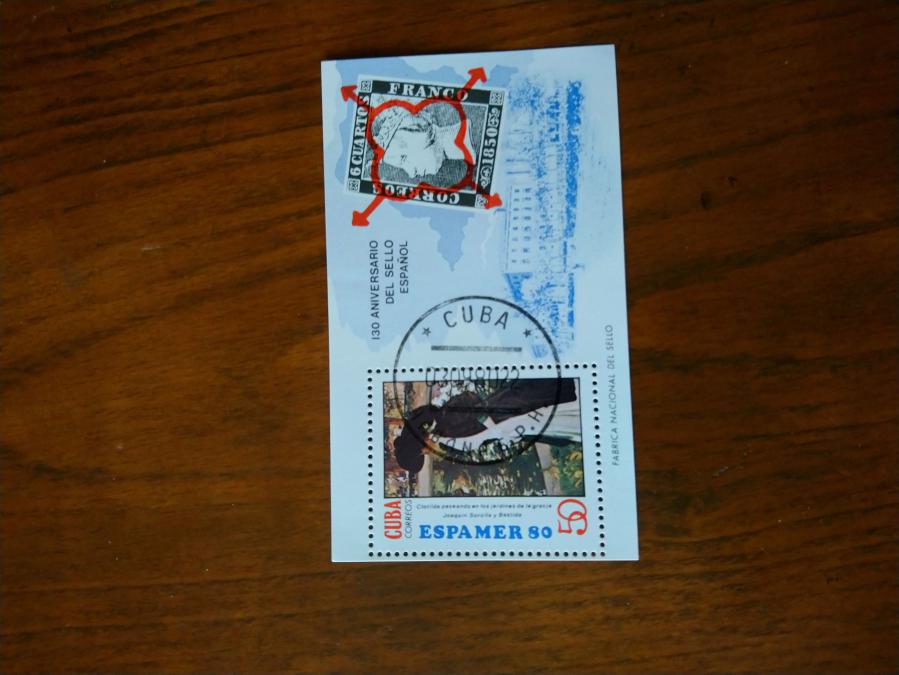 FRANCO
6 CUARTOS
1850
CORREOS
130 ANIVERSARIO
DEL SELLO
ESPAÑOL
CUBA
FABRICA NACIONAL DEL SELLO
CUBA
CORREOS
Clotilde paseando en los jardines de la granja
Joaquín Sorolla y Bastida
ESPAMER 80
50